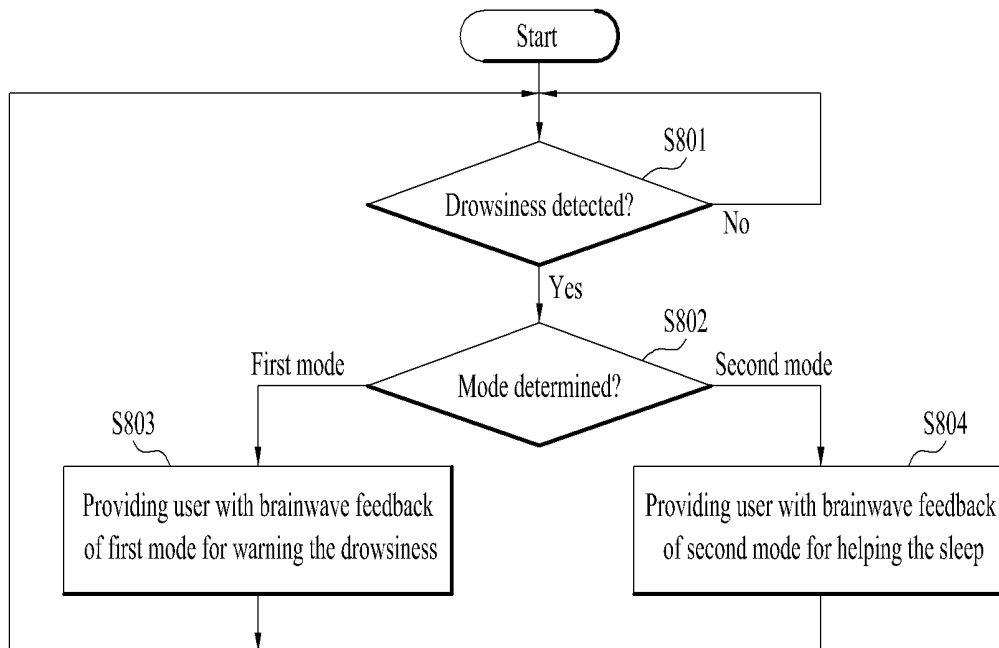 Start
S801
Drowsiness detected?
No
Yes
S802
First mode
Second mode
Mode determined?
S803
S804
Providing user with brainwave feedback
of first mode for warning the drowsiness
Providing user with brainwave feedback
of second mode for helping the sleep